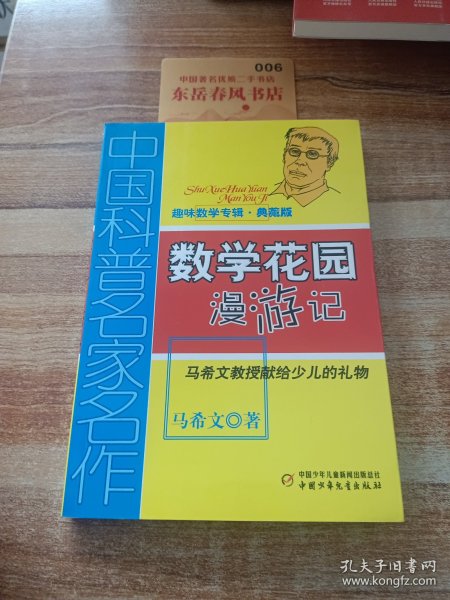 006
中国著名优质二手书店
东岳春风书店
中国科普名家名作
Shu Xue Hua Yuan
Man You Ji
趣味数学专辑·典藏版
数学花园
漫游记
马希文教授献给少儿的礼物
马希文◎著
中国少年儿童新闻出版总社
中国少年儿童出版社
孔夫子旧书网
www.kongfz.com